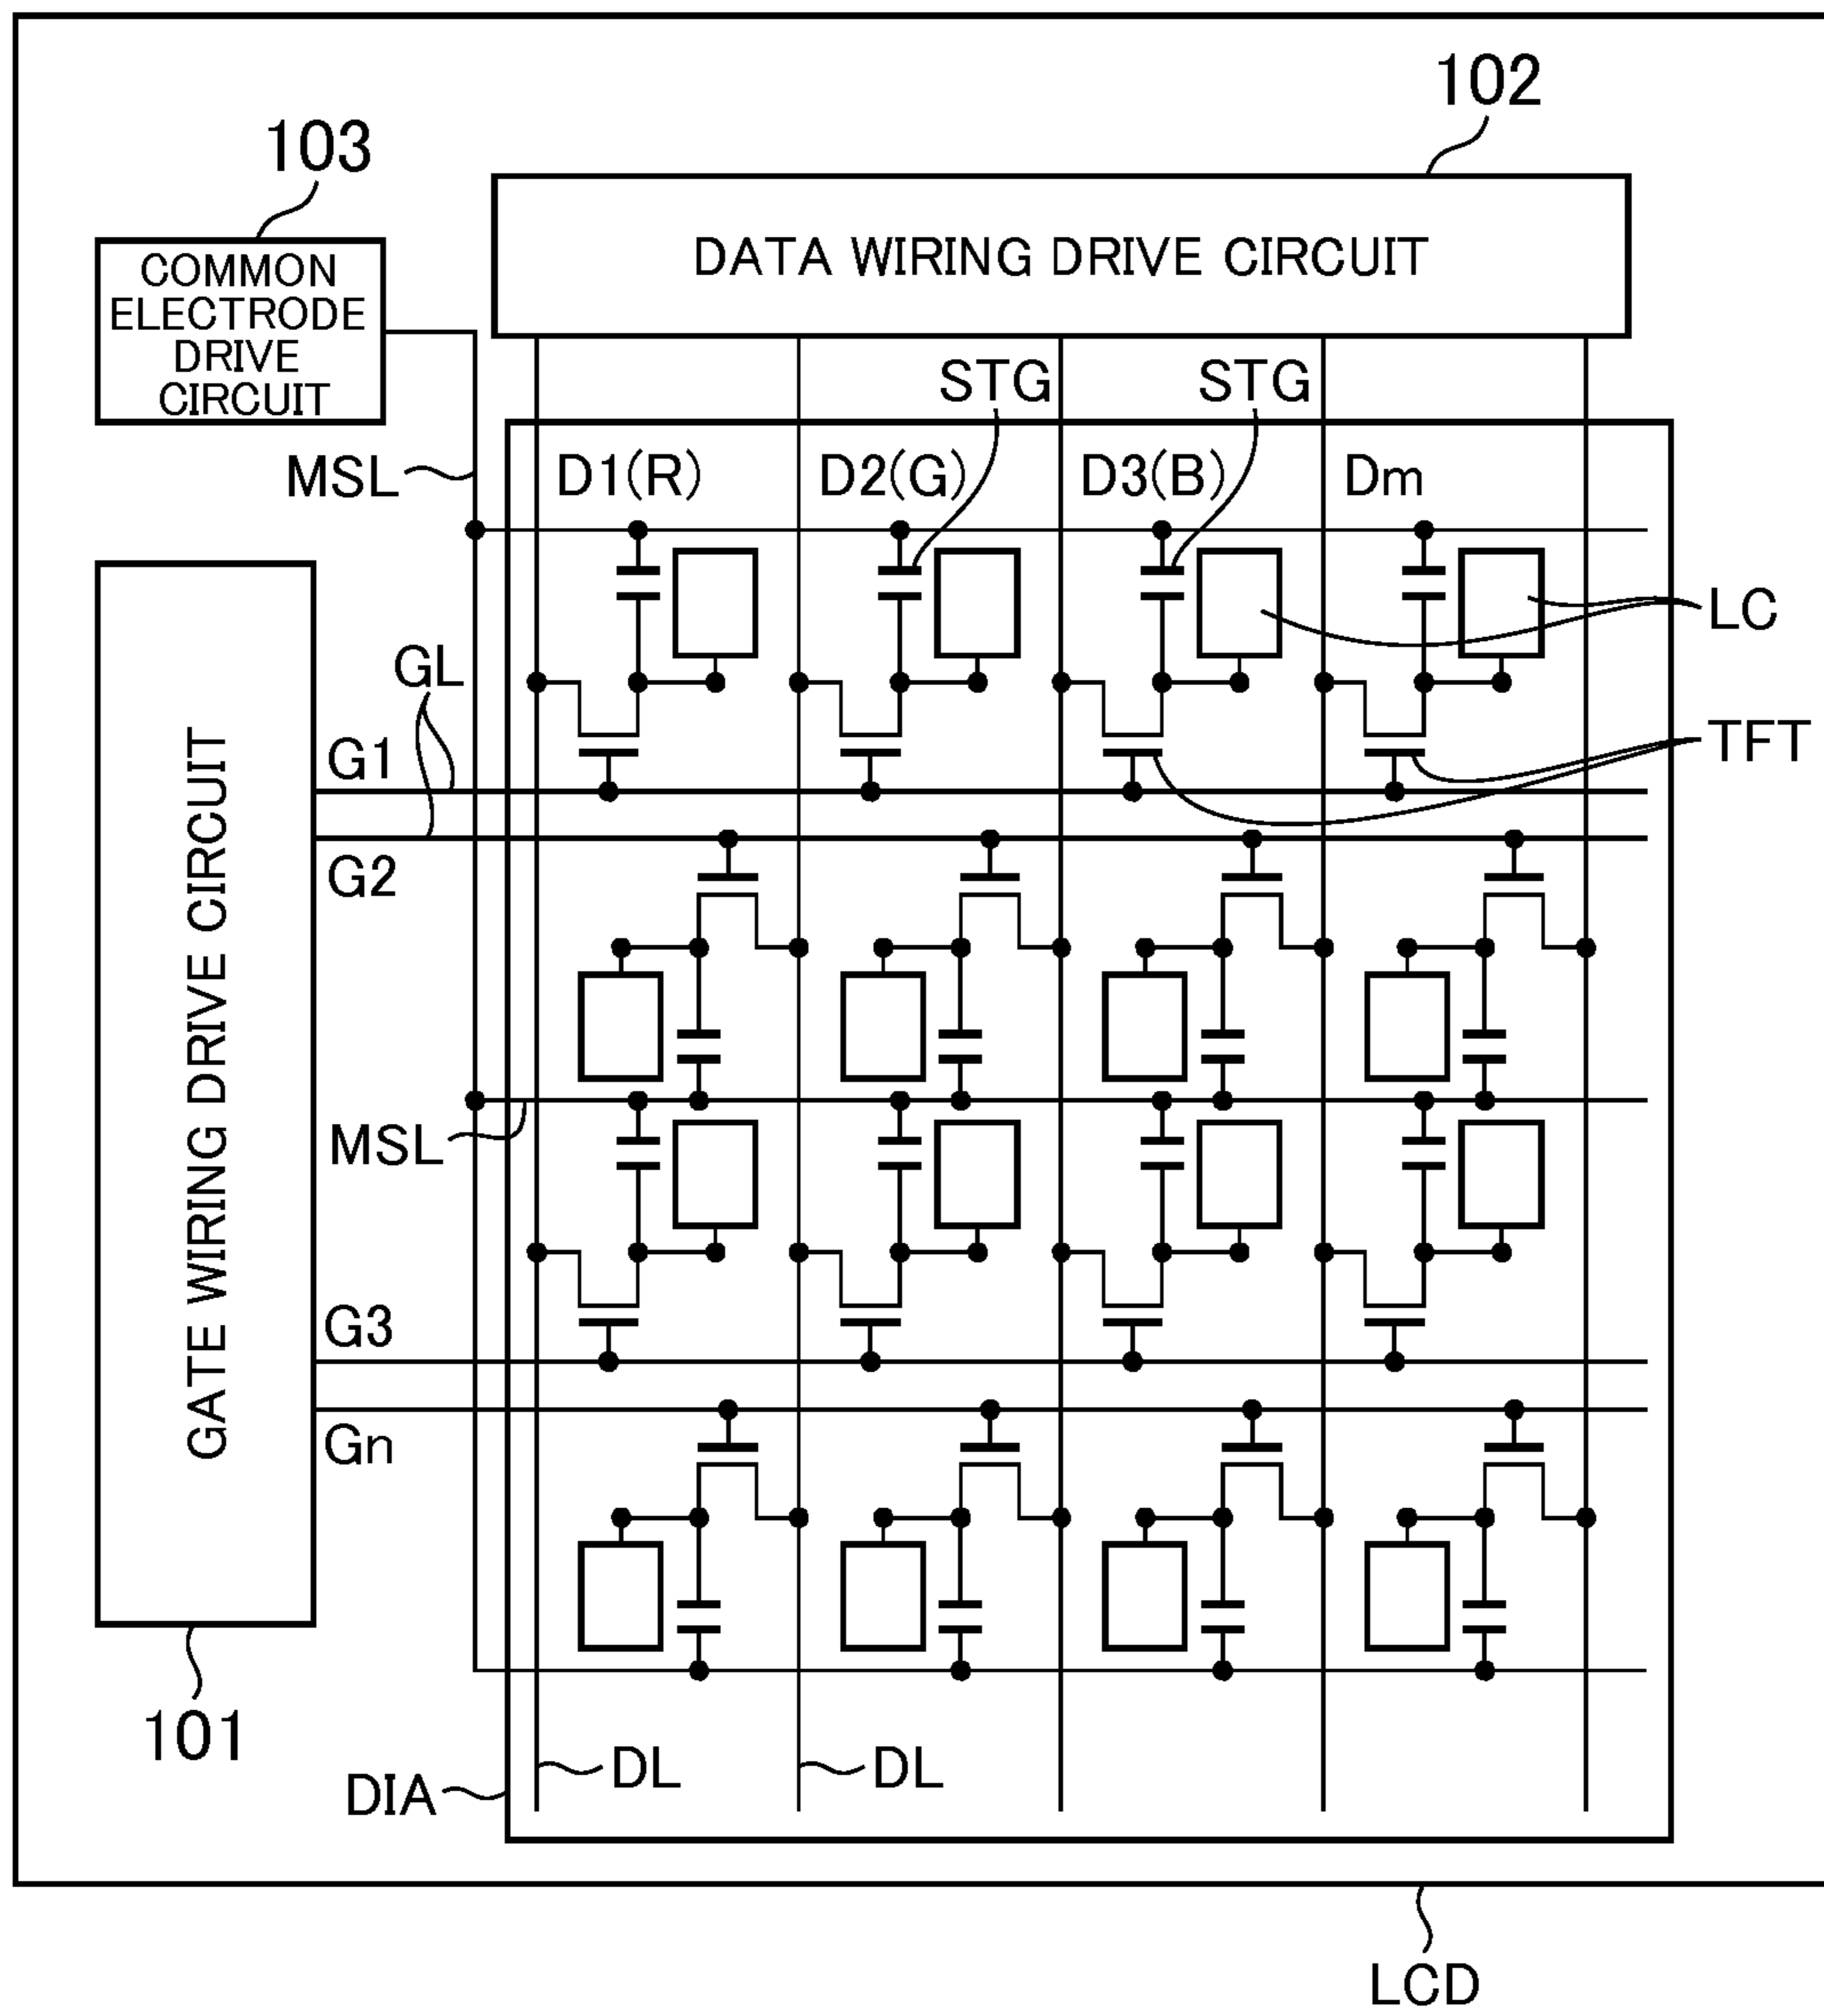 102
103
DATA WIRING DRIVE CIRCUIT
COMMON
ELECTRODE
DRIVE
CIRCUIT
STG
STG
MSL
D1(R)
D2(G)
D3(B)
Dm
LC
GL
TFT
G1
G2
GATE WIRING DRIVE CIRCUIT
MSL
G3
Gn
101
DL
DL
DIA
LCD